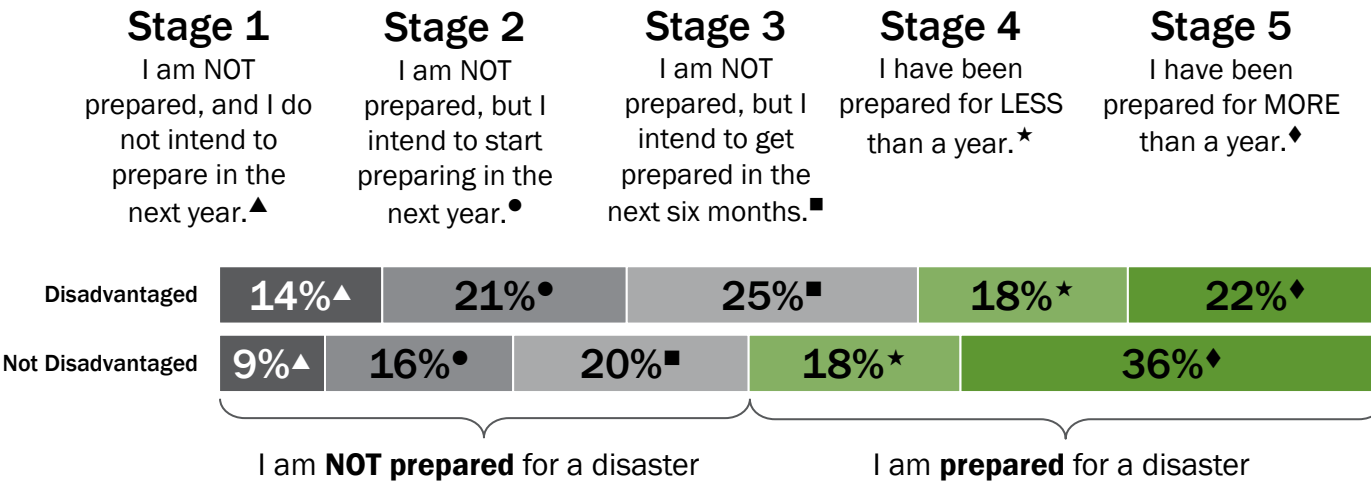 Stage 1
I am NOT
prepared, and I do
not intend to
prepare in the
next year.▲
Stage 2
I am NOT
prepared, but I
intend to start
preparing in the
next year.●
Stage 3
I am NOT
prepared, but I
intend to get
prepared in the
next six months.■
Stage 4
I have been
prepared for LESS
than a year.★
Stage 5
I have been
prepared for MORE
than a year.♦
Disadvantaged 14%▲ 21%● 25%■ 18%★ 22%♦
Not Disadvantaged 9%▲ 16%● 20%■ 18%★ 36%♦
I am NOT prepared for a disaster
I am prepared for a disaster